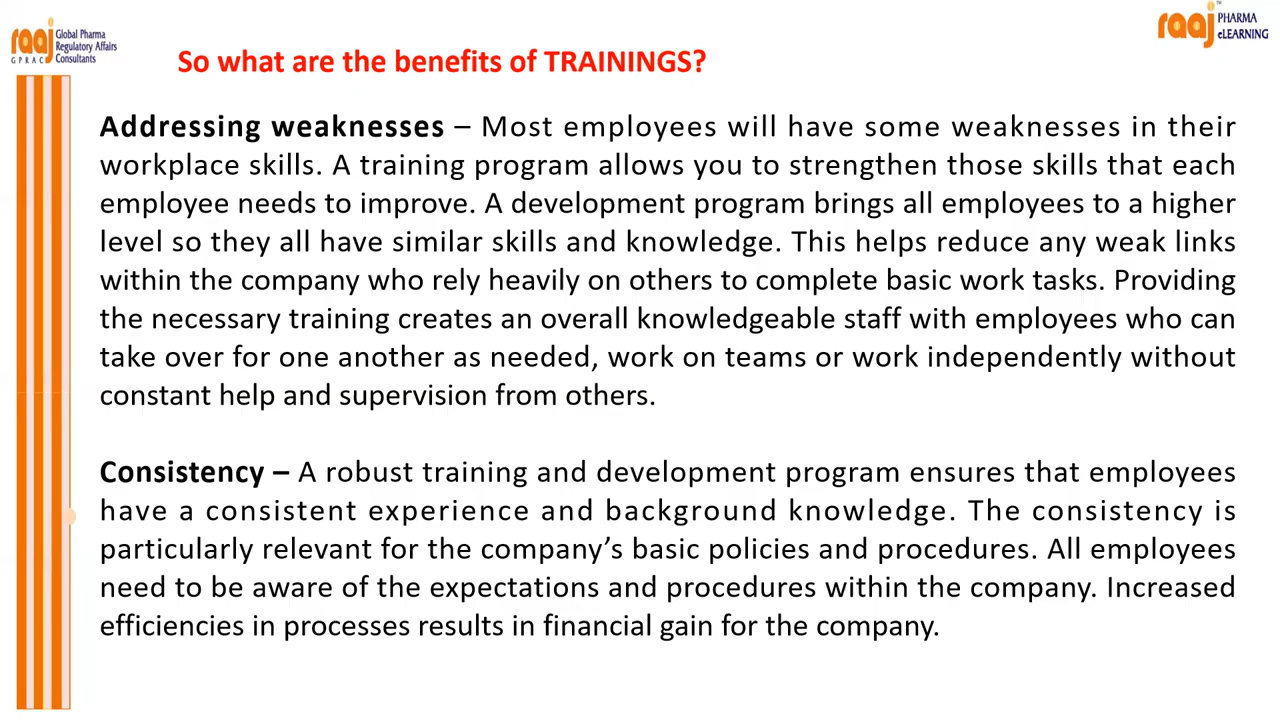 raaj
Global Pharma
Regulatory Affairs
Consultants
GPRAC
raaj
™
PHARMA
eLEARNING
So what are the benefits of TRAININGS?
Addressing weaknesses – Most employees will have some weaknesses in their
workplace skills. A training program allows you to strengthen those skills that each
employee needs to improve. A development program brings all employees to a higher
level so they all have similar skills and knowledge. This helps reduce any weak links
within the company who rely heavily on others to complete basic work tasks. Providing
the necessary training creates an overall knowledgeable staff with employees who can
take over for one another as needed, work on teams or work independently without
constant help and supervision from others.
Consistency – A robust training and development program ensures that employees
have a consistent experience and background knowledge. The consistency is
particularly relevant for the company’s basic policies and procedures. All employees
need to be aware of the expectations and procedures within the company. Increased
efficiencies in processes results in financial gain for the company.